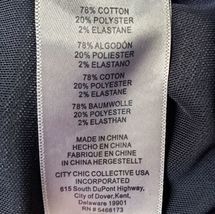 78% COTTON
20% POLYESTER
2% ELASTANE
78% ALGODÓN
20% POLIESTER
2% ELASTANO
78% COTON
20% POLYESTER
2% ELASTANE
78% BAUMWOLLE
20% POLYESTER
2% ELASTHAN
MADE IN CHINA
HECHO EN CHINA
FABRIQUE EN CHINE
IN CHINA HERGESTELLT
CITY CHIC COLLECTIVE USA
INCORPORATED
615 South DuPont Highway,
City of Dover, Kent,
Delaware 19901
RN # 5468173